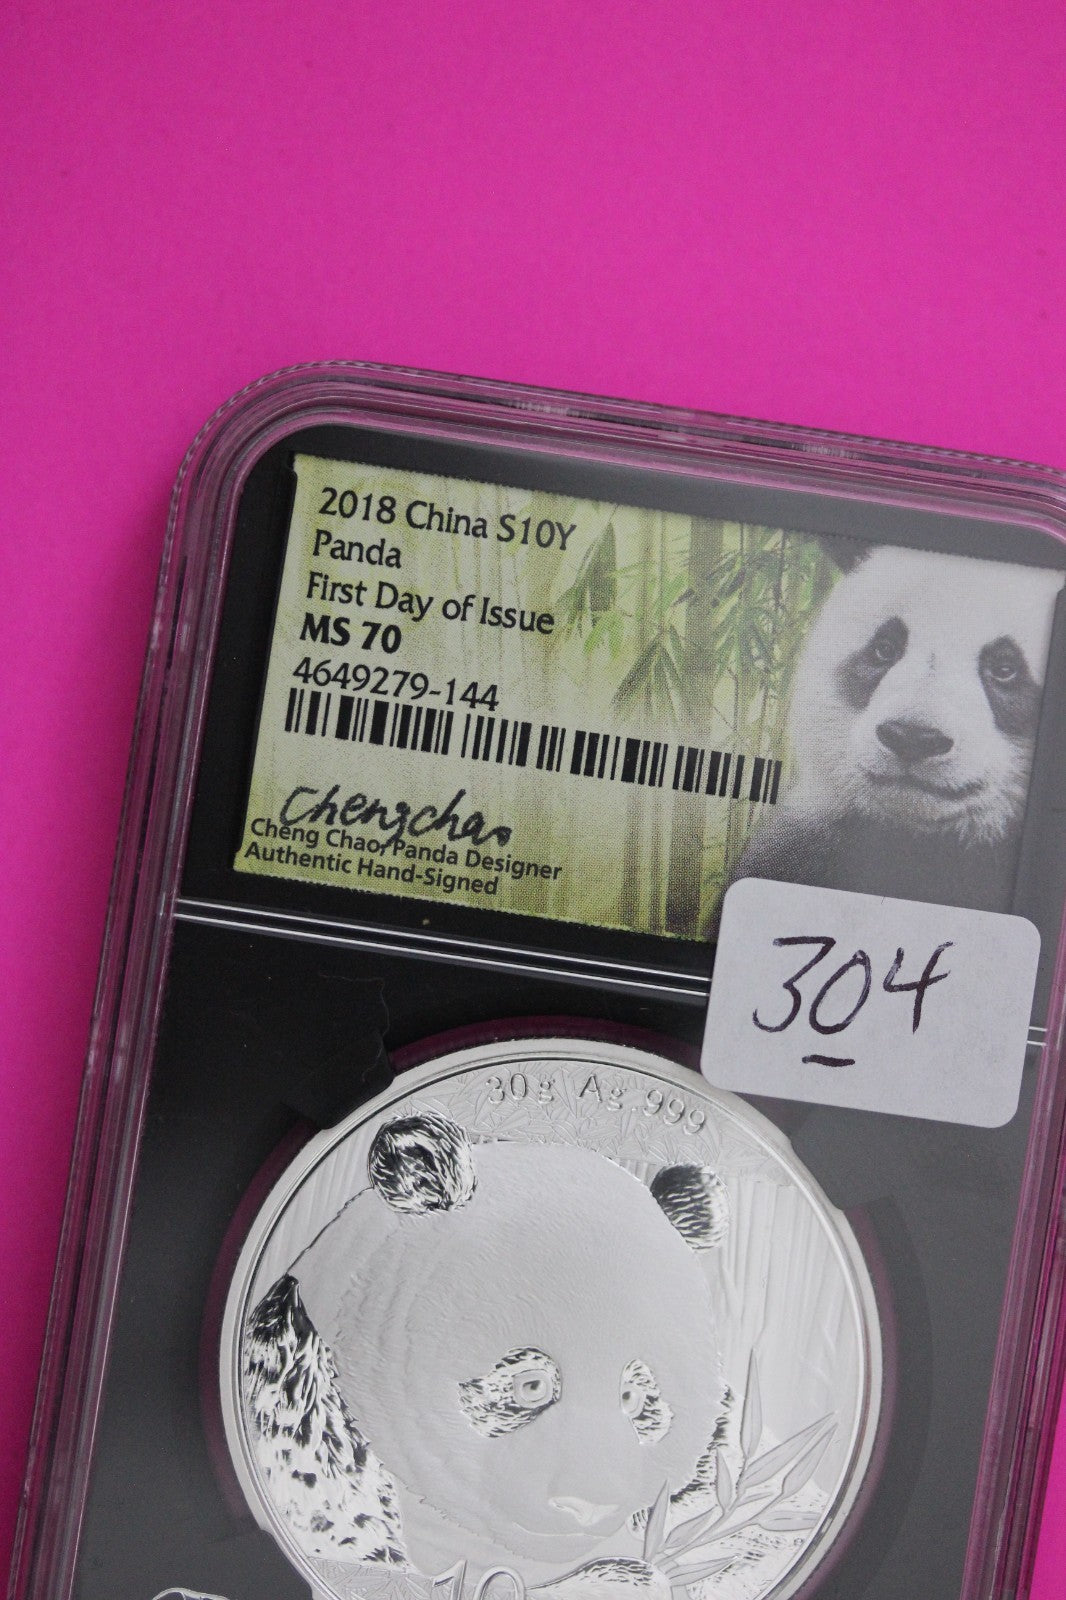 2018 China S10Y
Panda
First Day of Issue
MS 70
4649279-144
Chengchao
Cheng Chao, Panda Designer
Authentic Hand-Signed
304
30g Ag.999
10